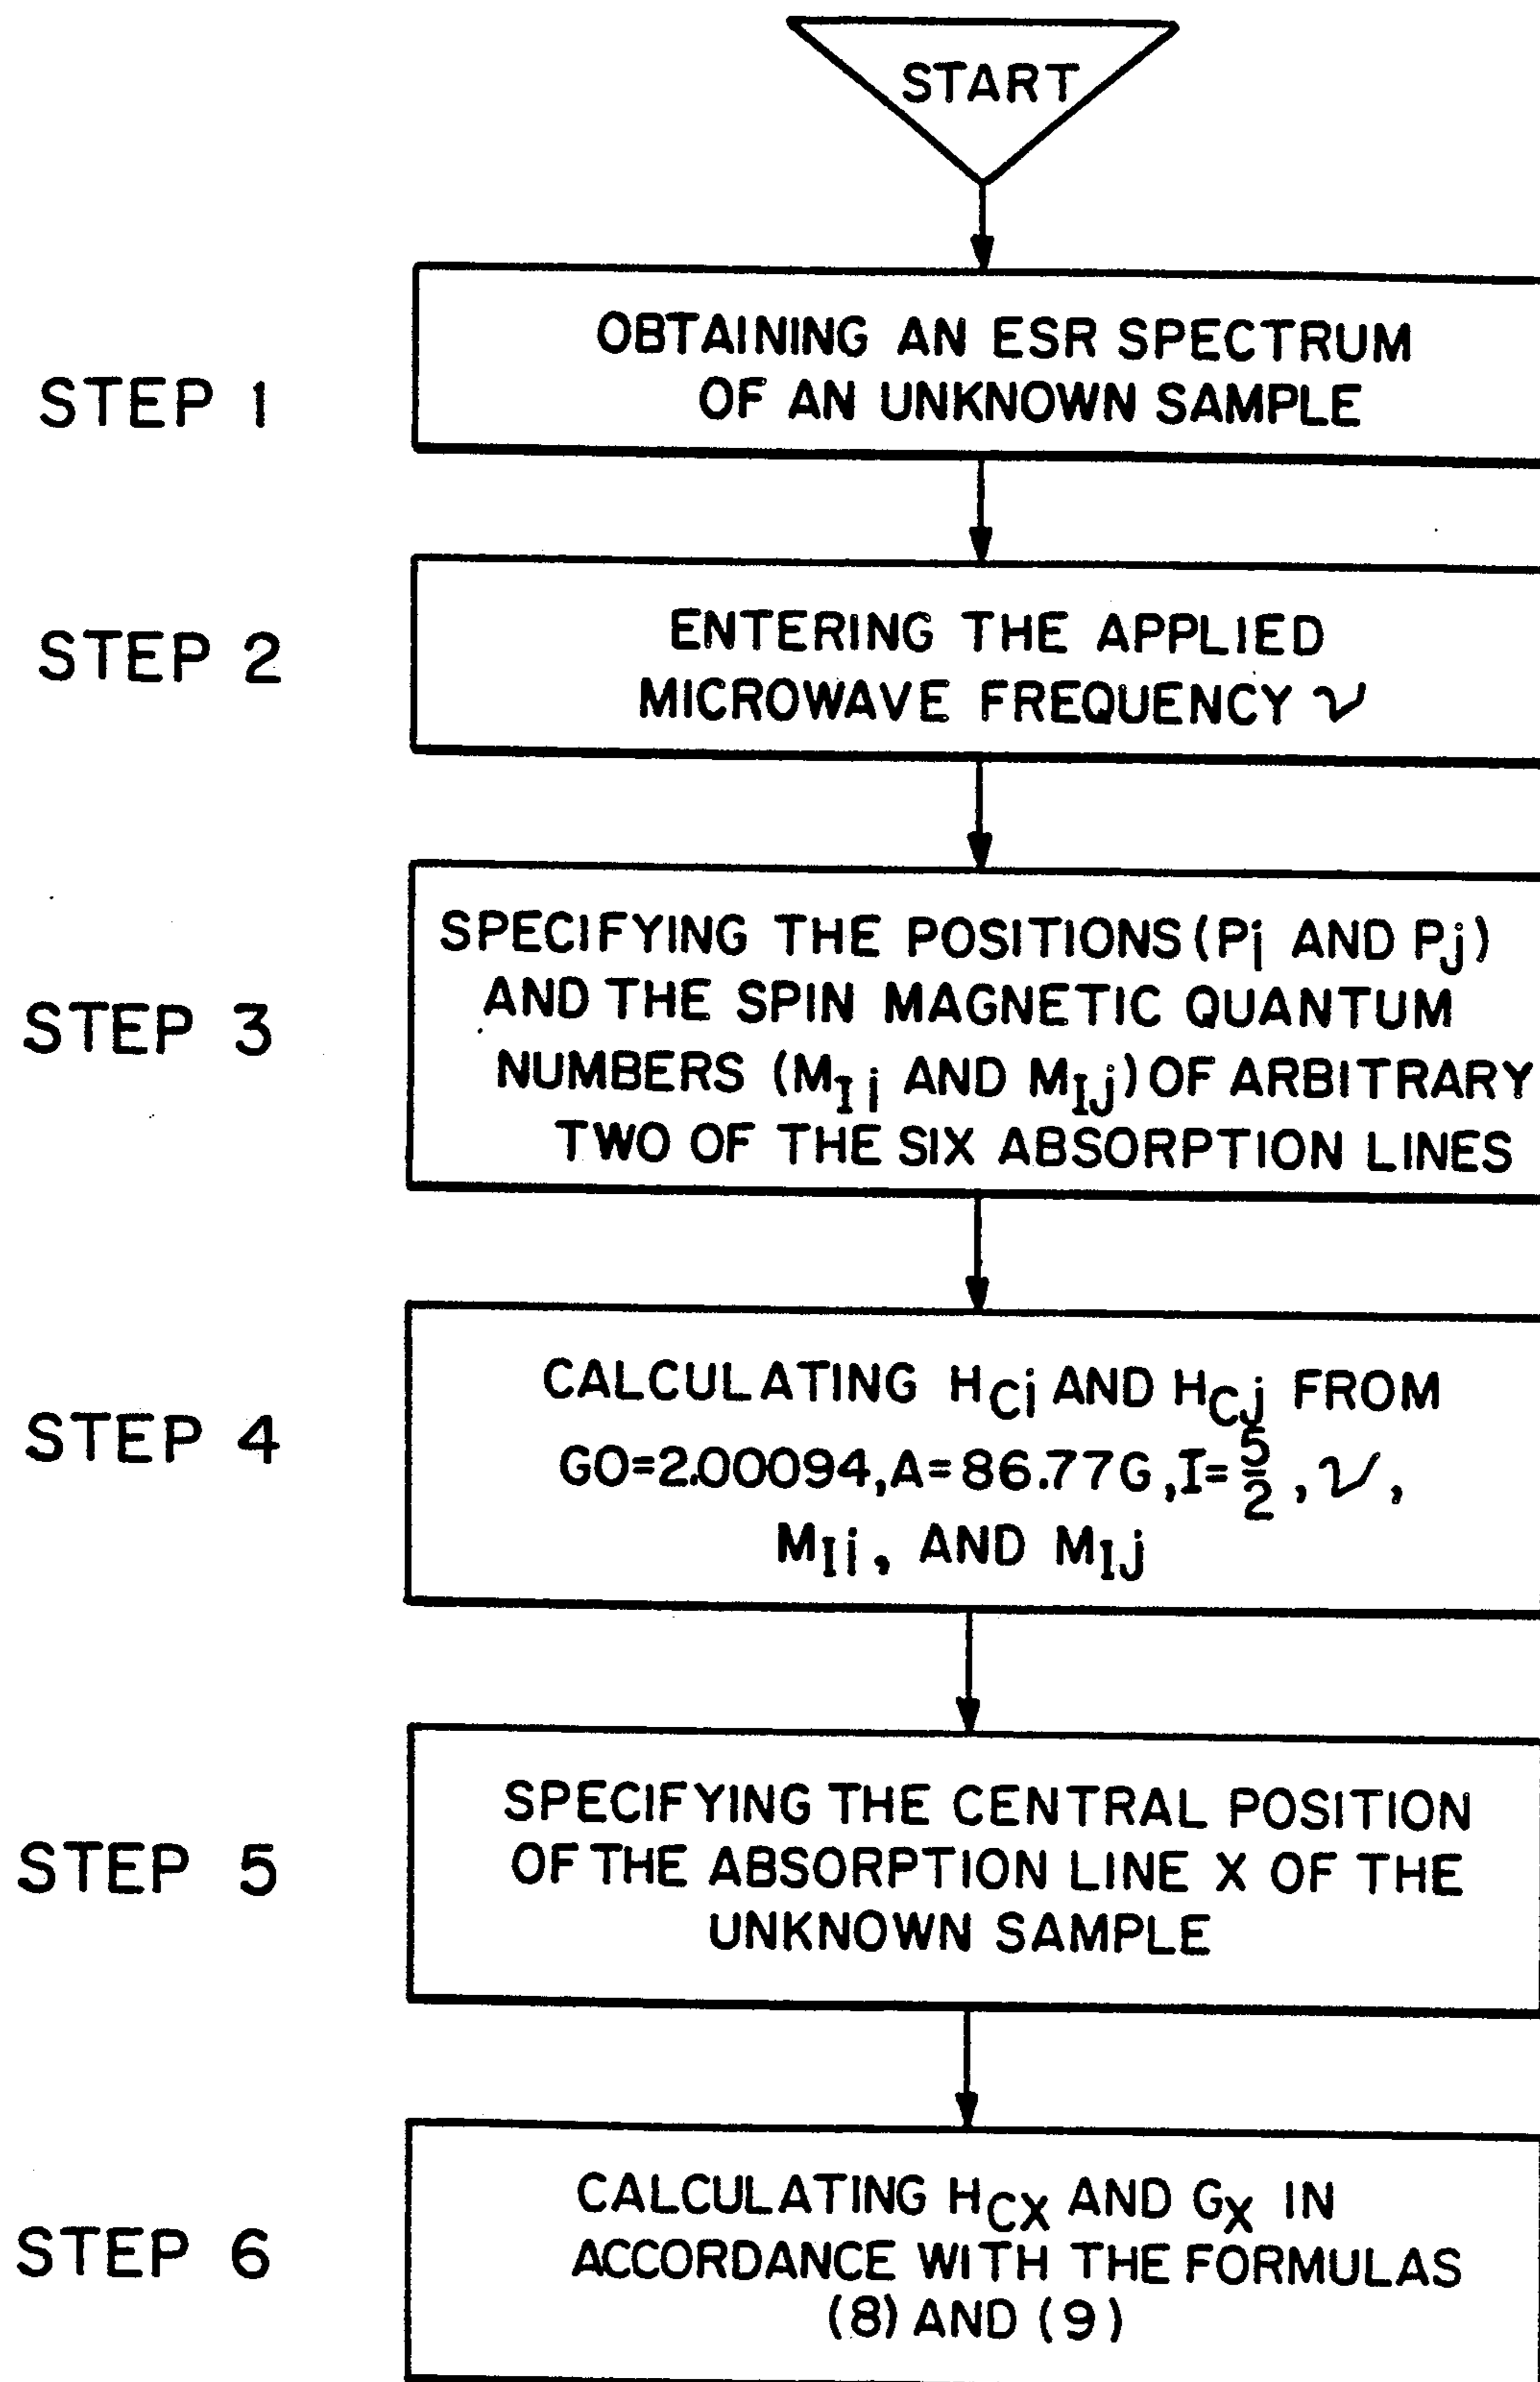 START
STEP 1
OBTAINING AN ESR SPECTRUM
OF AN UNKNOWN SAMPLE
STEP 2
ENTERING THE APPLIED
MICROWAVE FREQUENCY ν
STEP 3
SPECIFYING THE POSITIONS (Pi AND Pj)
AND THE SPIN MAGNETIC QUANTUM
NUMBERS (MIi AND MIj) OF ARBITRARY
TWO OF THE SIX ABSORPTION LINES
STEP 4
CALCULATING HCi AND HCj FROM
GO=2.00094, A=86.77G, I=5/2, ν,
MIi, AND MIj
STEP 5
SPECIFYING THE CENTRAL POSITION
OF THE ABSORPTION LINE X OF THE
UNKNOWN SAMPLE
STEP 6
CALCULATING HCX AND GX IN
ACCORDANCE WITH THE FORMULAS
(8) AND (9)